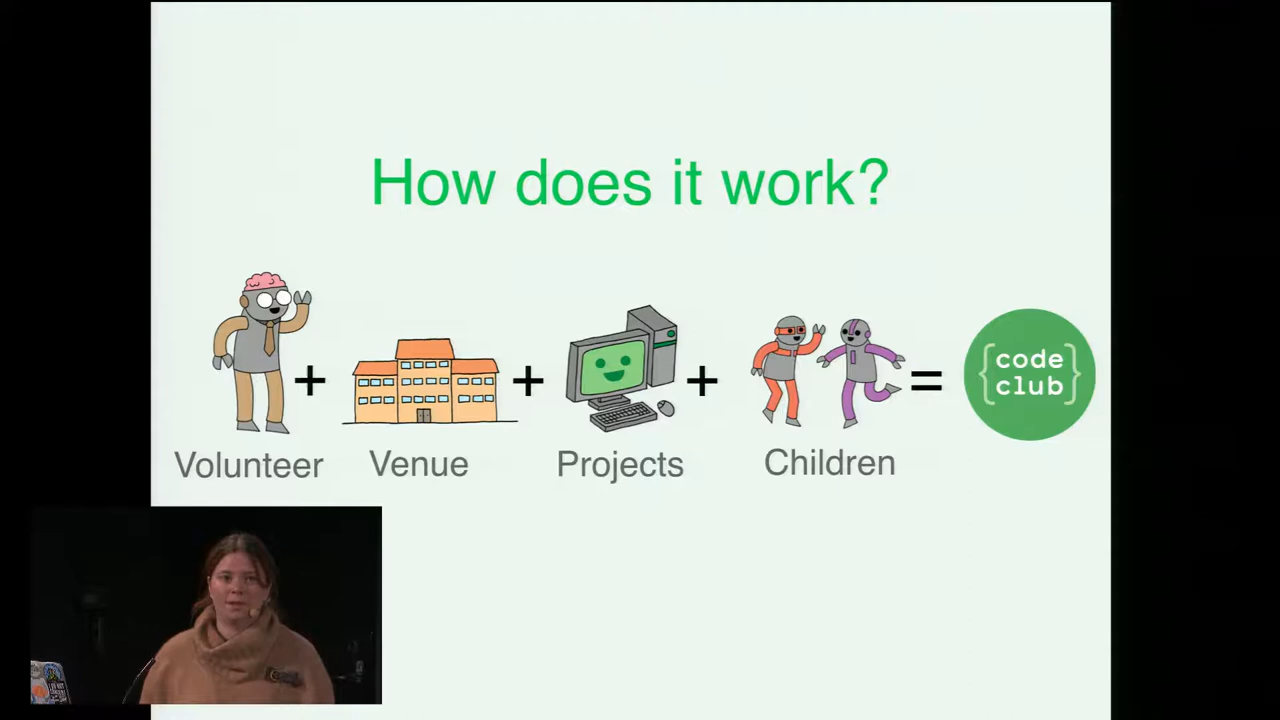 How does it work?
+ + + =
{code club}
Volunteer Venue Projects Children